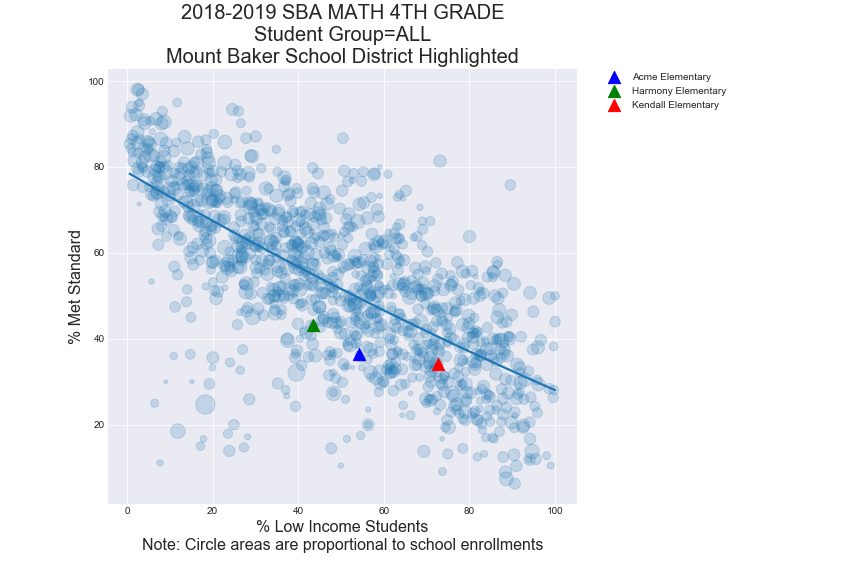 2018-2019 SBA MATH 4TH GRADE
Student Group=ALL
Mount Baker School District Highlighted
Acme Elementary
Harmony Elementary
Kendall Elementary
% Met Standard
100
80
60
40
20
0 20 40 60 80 100
% Low Income Students
Note: Circle areas are proportional to school enrollments